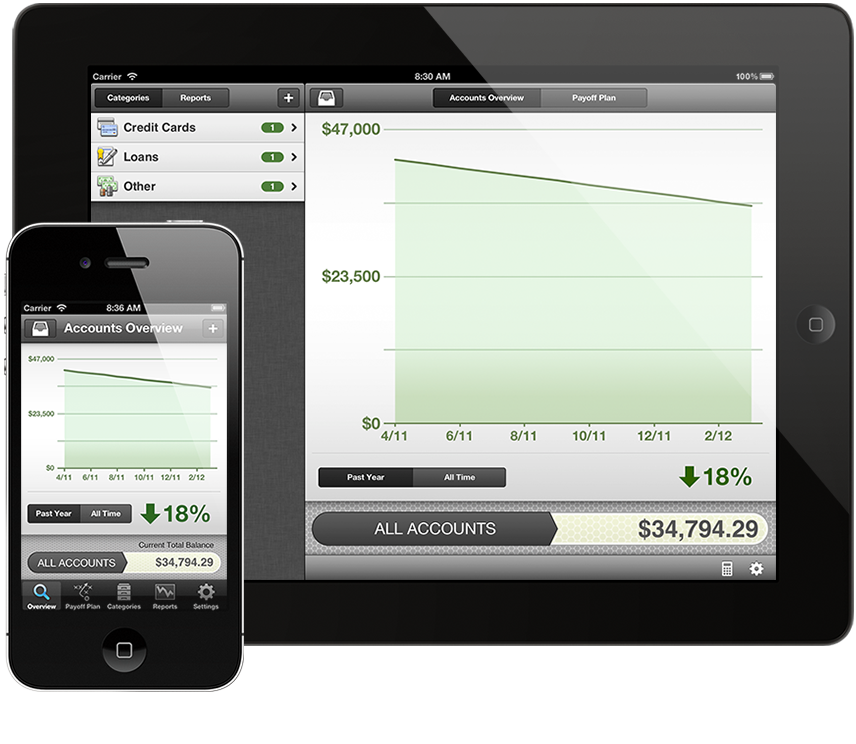 Carrier 8:30 AM 100%
Categories Reports +
Accounts Overview Payoff Plan
Credit Cards 1
Loans 1
Other 1
$47,000
$23,500
$0
4/11 6/11 8/11 10/11 12/11 2/12
Past Year All Time
18%
ALL ACCOUNTS $34,794.29
Carrier 8:36 AM
Accounts Overview +
$47,000
$23,500
$0
4/11 6/11 8/11 10/11 12/11 2/12
Past Year All Time
18%
Current Total Balance
ALL ACCOUNTS $34,794.29
Overview Payoff Plan Categories Reports Settings